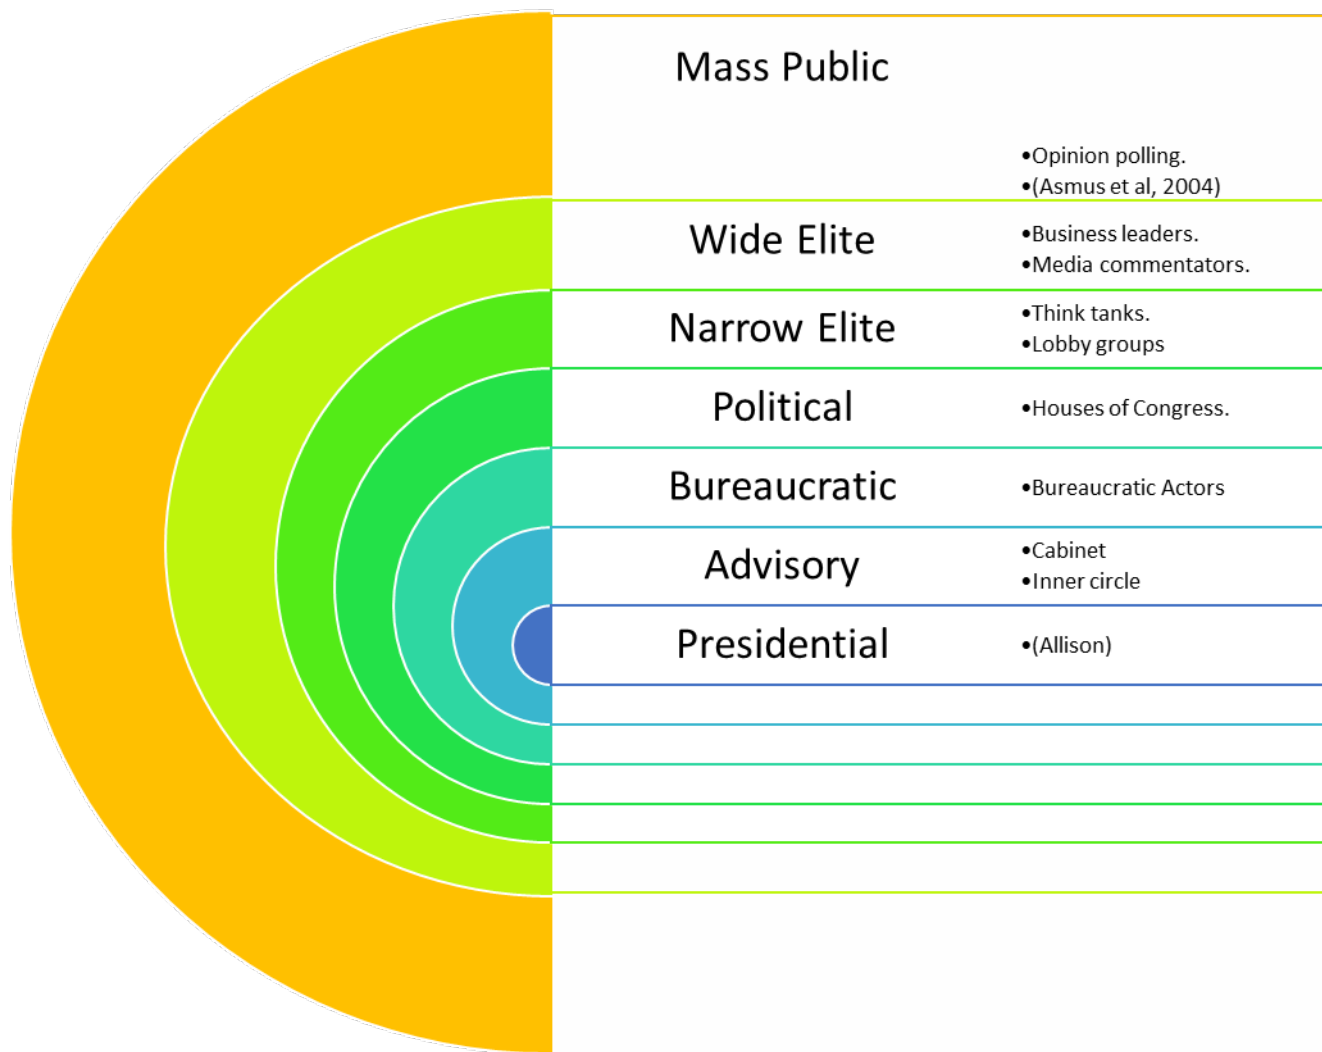 Mass Public
•Opinion polling.
•(Asmus et al, 2004)
Wide Elite
•Business leaders.
•Media commentators.
Narrow Elite
•Think tanks.
•Lobby groups
Political
•Houses of Congress.
Bureaucratic
•Bureaucratic Actors
Advisory
•Cabinet
•Inner circle
Presidential
•(Allison)